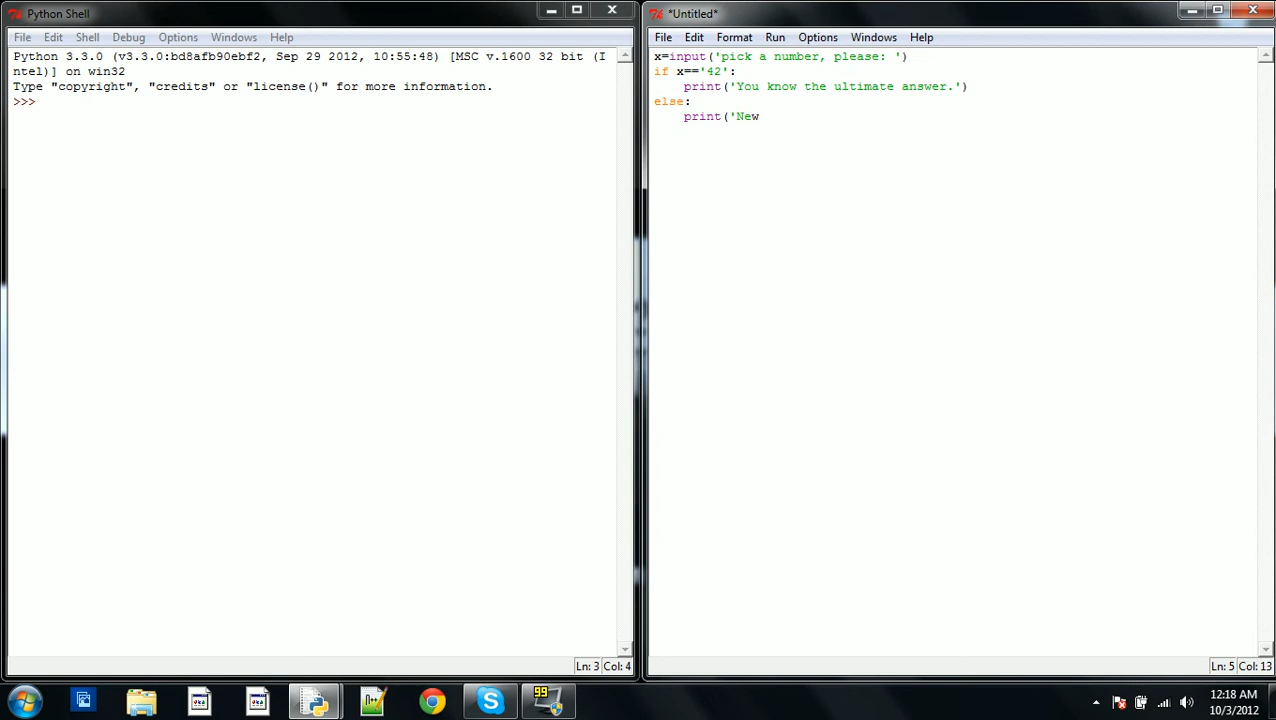 Python Shell
File Edit Shell Debug Options Windows Help
Python 3.3.0 (v3.3.0:bd8afb90ebf2, Sep 29 2012, 10:55:48) [MSC v.1600 32 bit (I
ntel)] on win32
Type "copyright", "credits" or "license()" for more information.
>>>
Ln: 3 Col: 4
*Untitled*
File Edit Format Run Options Windows Help
x=input('pick a number, please: ')
if x=='42':
    print('You know the ultimate answer.')
else:
    print('New
Ln: 5 Col: 13
99
12:18 AM
10/3/2012